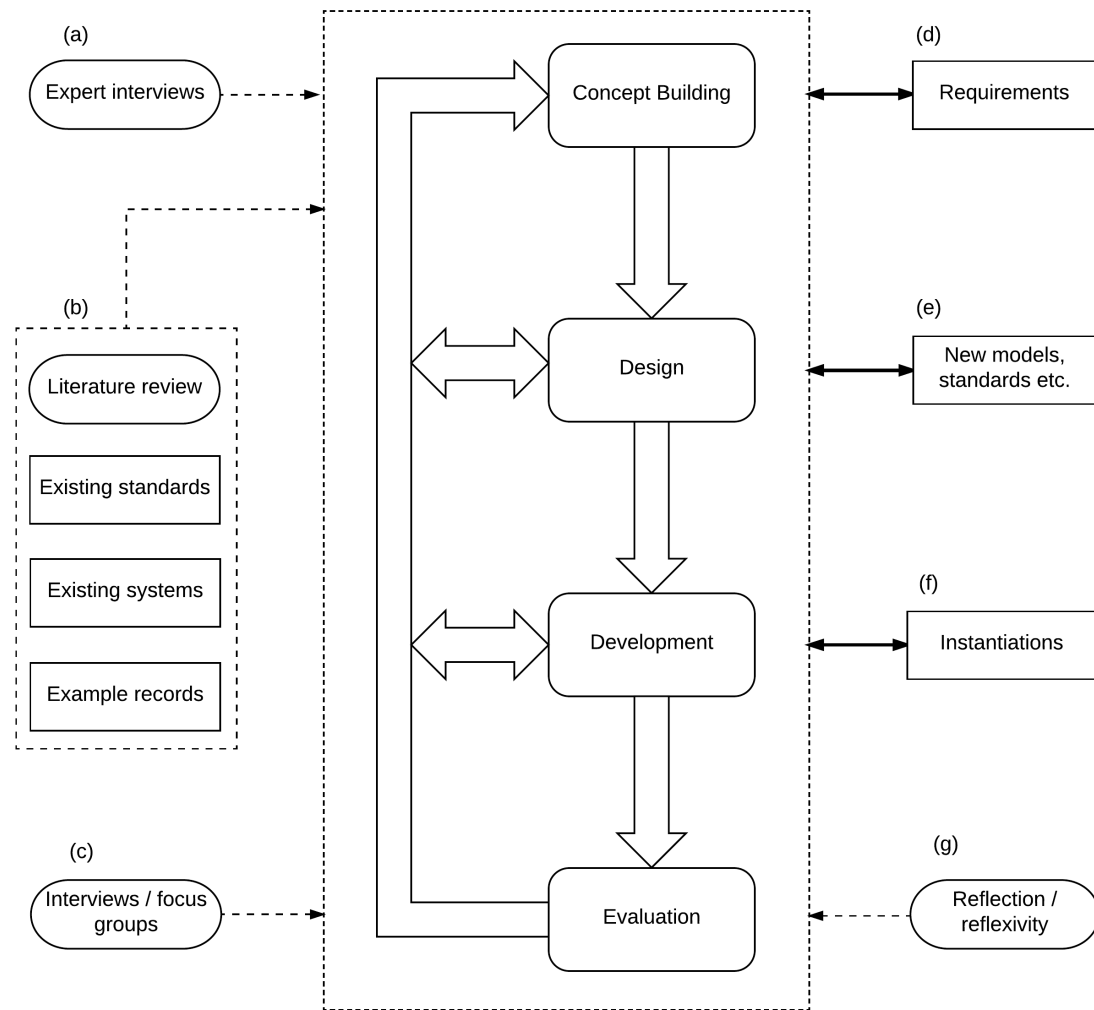 (a)
Expert interviews
(b)
Literature review
Existing standards
Existing systems
Example records
(c)
Interviews / focus
groups
Concept Building
Design
Development
Evaluation
(d)
Requirements
(e)
New models,
standards etc.
(f)
Instantiations
(g)
Reflection /
reflexivity